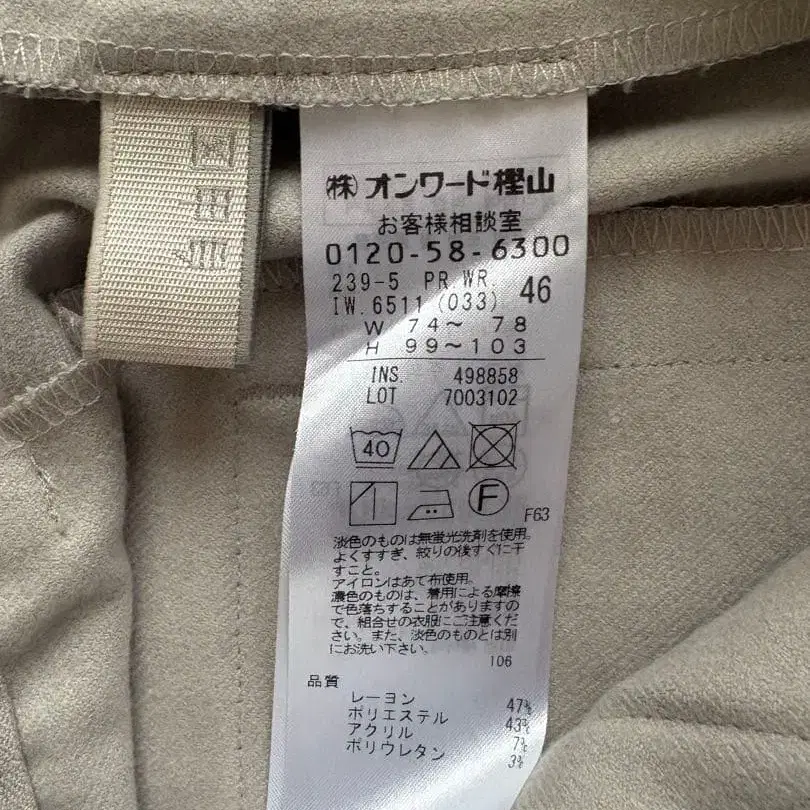 (株)オンワード樫山
お客様相談室
0120-58-6300
239-5 PR.WR.
IW.6511 (033) 46
W 74〜 78
H 99〜103
INS. 498858
LOT 7003102
40
F
F63
淡色のものは無蛍光洗剤を使用。
よくすすぎ、絞りの後すぐに干
すこと。
アイロンはあて布使用。
濃色のものは、着用による摩擦
で色落ちすることがありますの
で、組合せの衣服にご注意くだ
さい。また、淡色のものとは別
にお洗い下さい。
106
品質
レーヨン 47%
ポリエステル 43%
アクリル 7%
ポリウレタン 3%